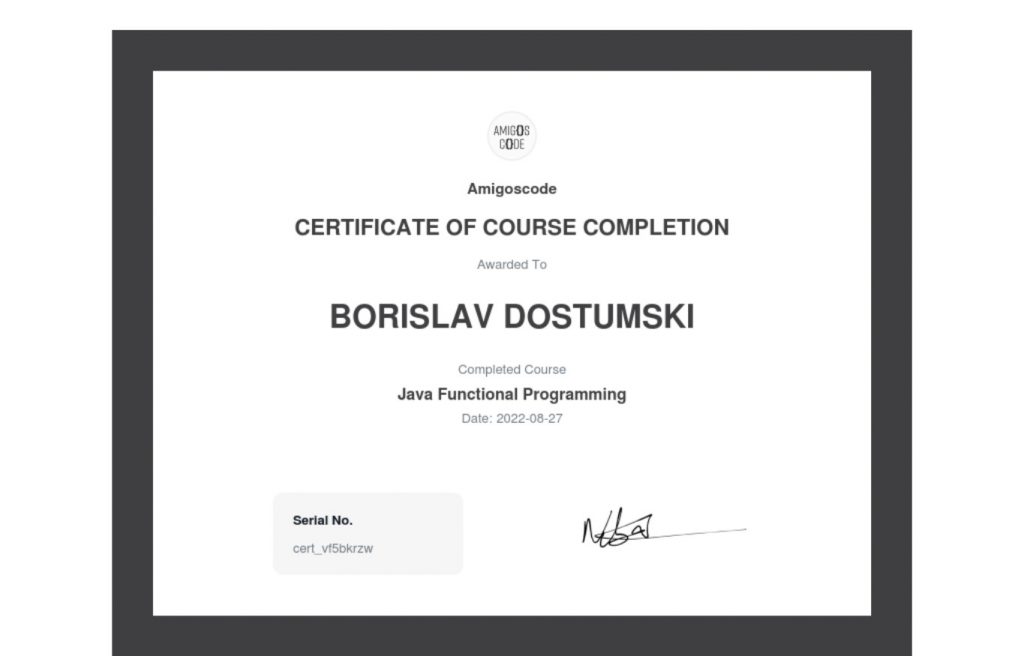 AMIGOS
CODE
Amigoscode
CERTIFICATE OF COURSE COMPLETION
Awarded To
BORISLAV DOSTUMSKI
Completed Course
Java Functional Programming
Date: 2022-08-27
Serial No.
cert_vf5bkrzw